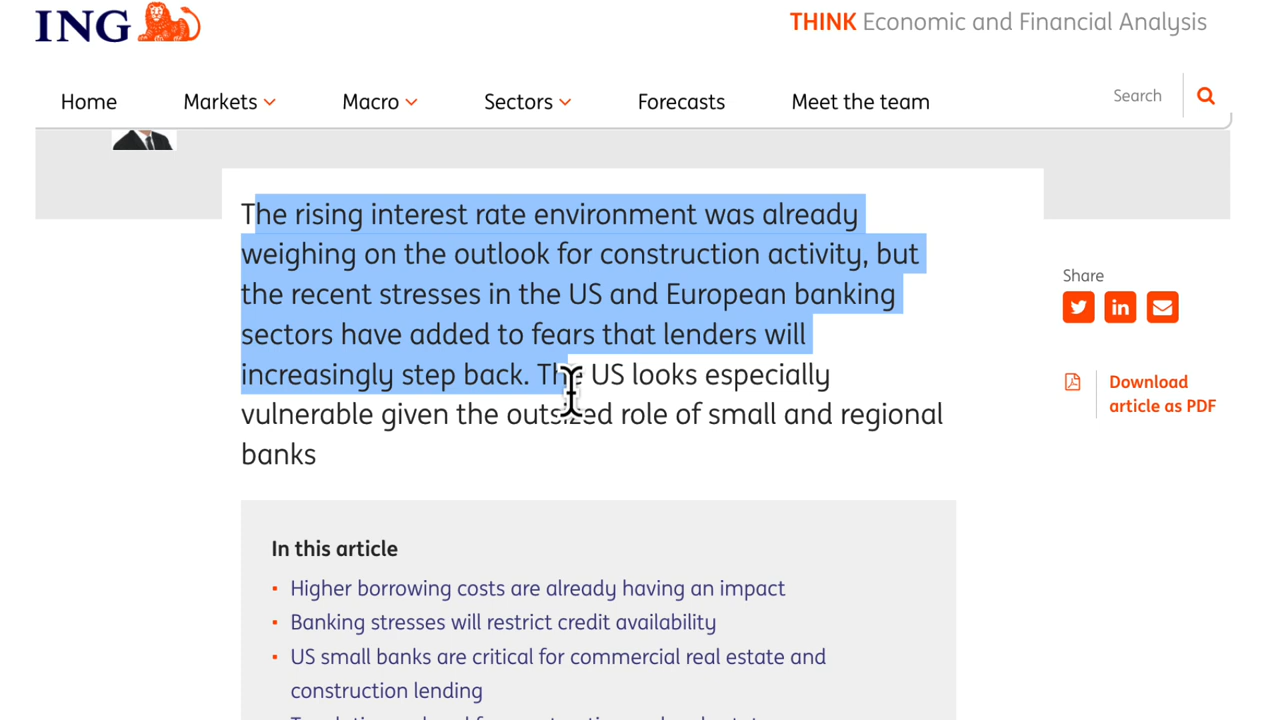 ING
THINK Economic and Financial Analysis
Home
Markets
Macro
Sectors
Forecasts
Meet the team
Search
The rising interest rate environment was already
weighing on the outlook for construction activity, but
the recent stresses in the US and European banking
sectors have added to fears that lenders will
increasingly step back. The US looks especially
vulnerable given the outsized role of small and regional
banks
Share
Download
article as PDF
In this article
Higher borrowing costs are already having an impact
Banking stresses will restrict credit availability
US small banks are critical for commercial real estate and
construction lending